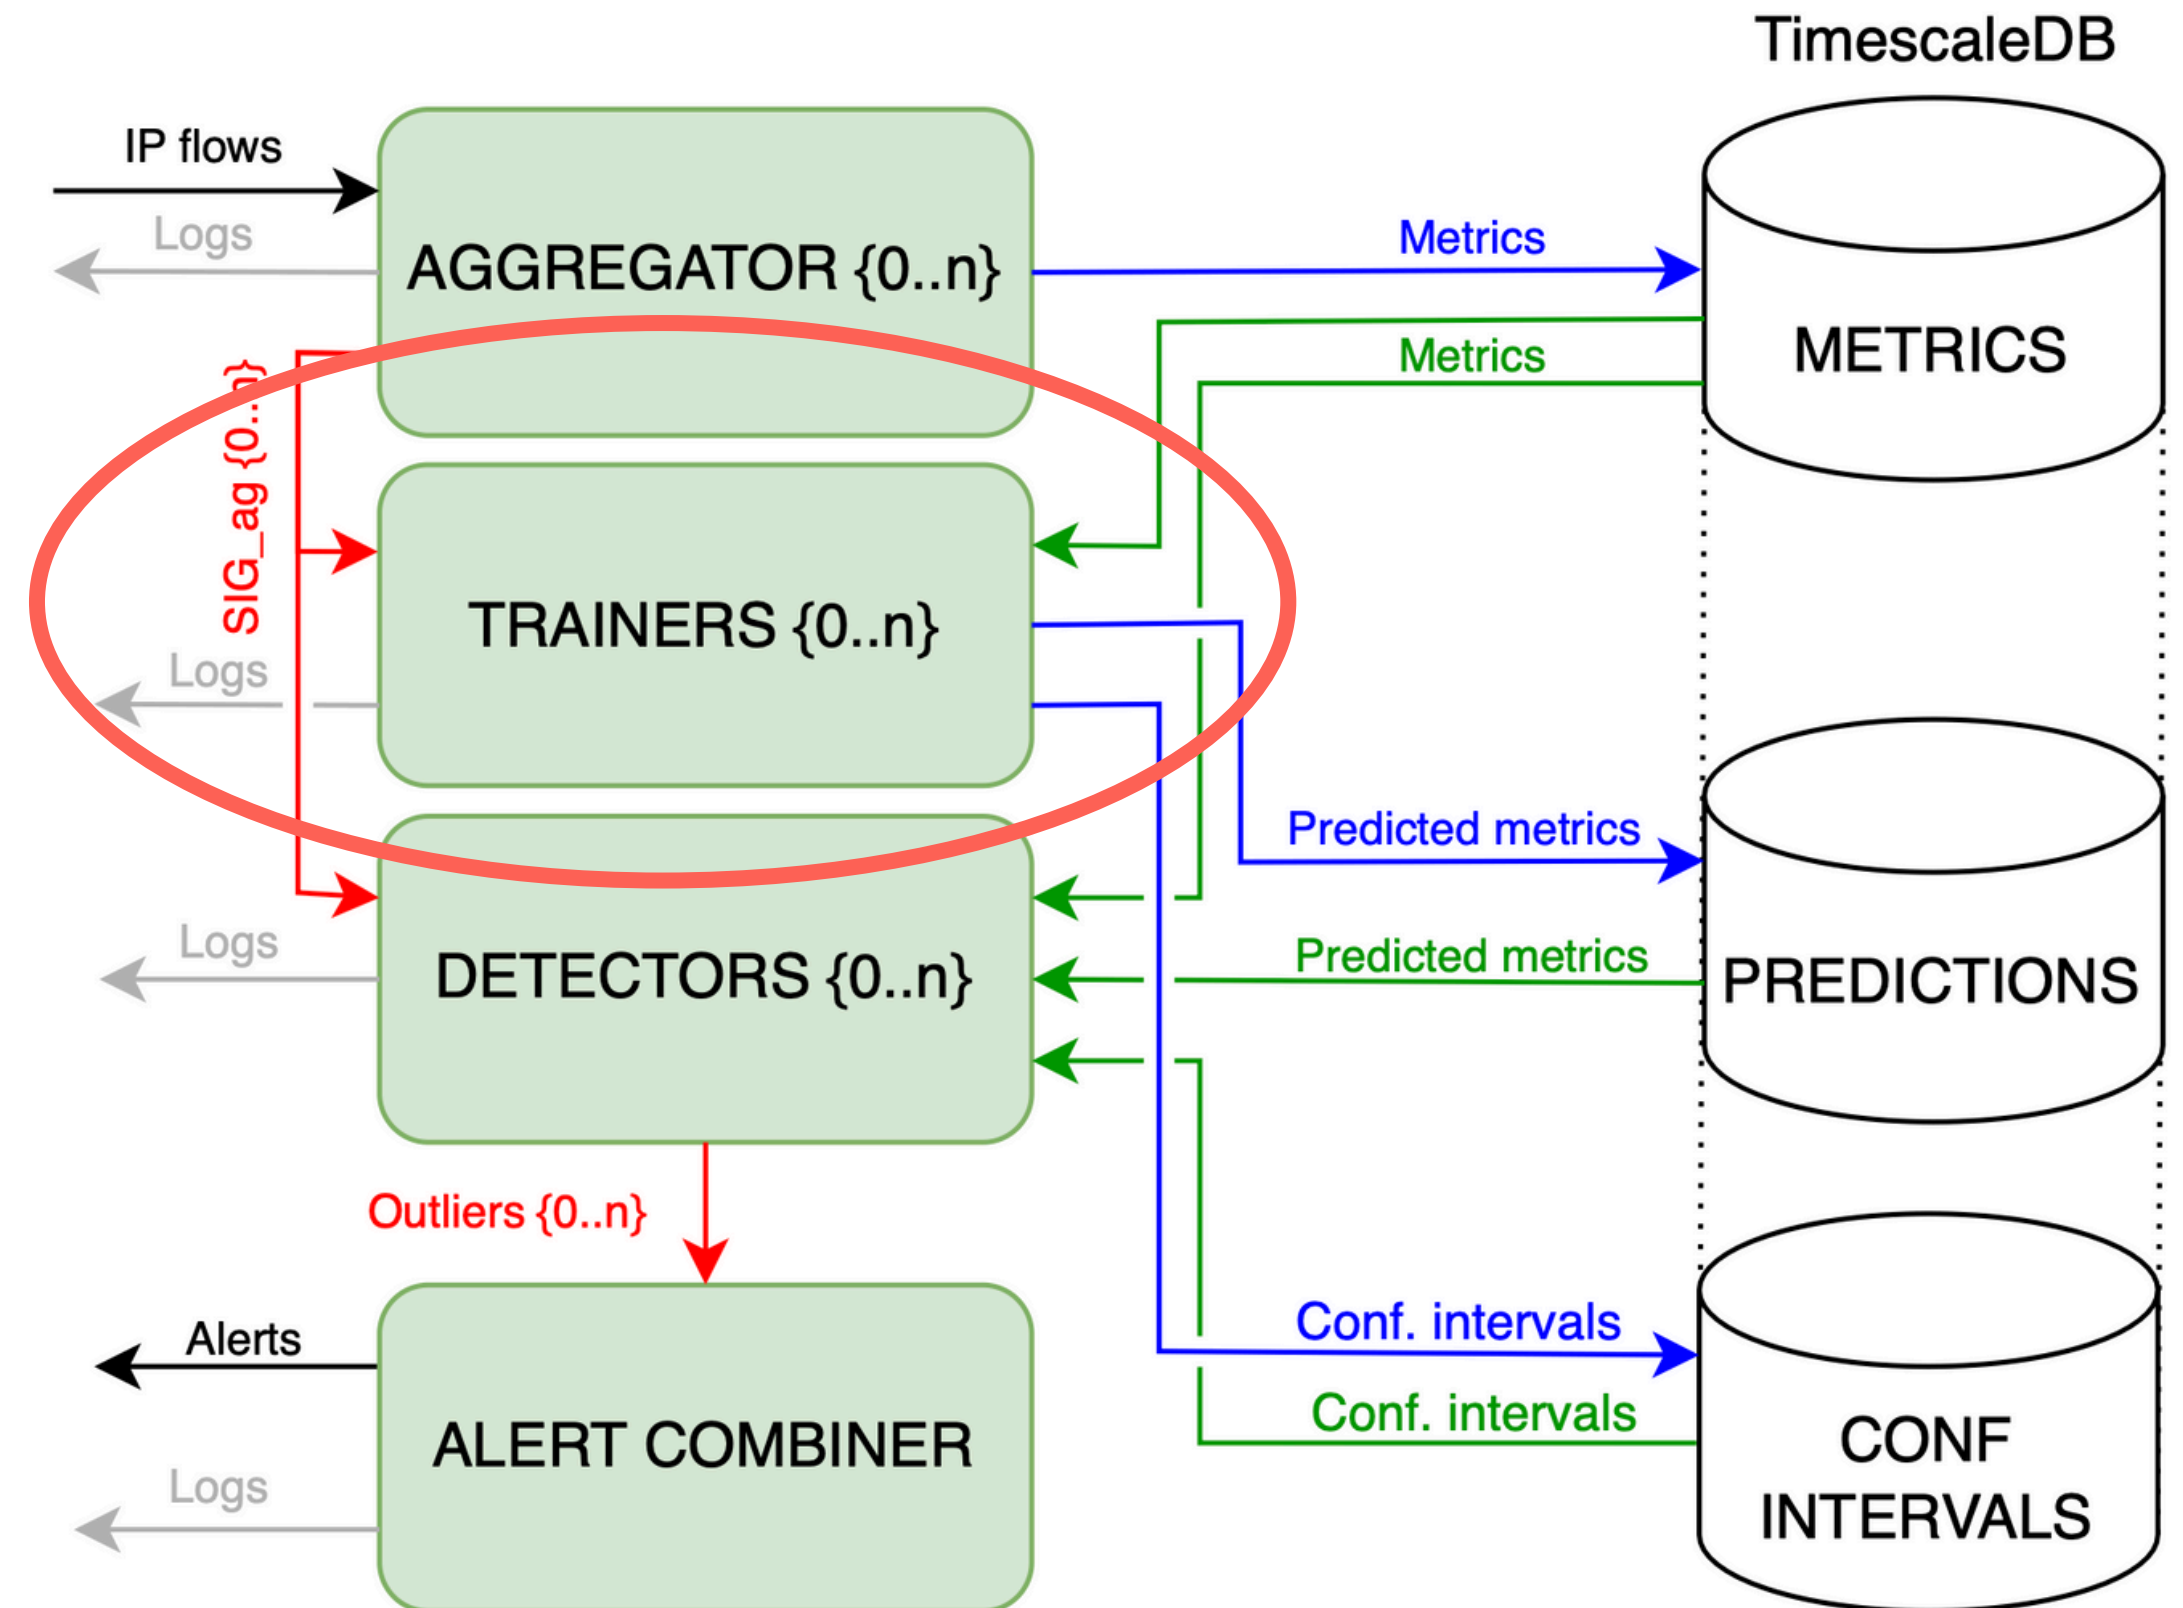 TimescaleDB
IP flows
Logs
AGGREGATOR {0..n}
Metrics
Metrics
METRICS
SIG_ag {0..n}
TRAINERS {0..n}
Logs
Predicted metrics
Logs
DETECTORS {0..n}
Predicted metrics
PREDICTIONS
Outliers {0..n}
Alerts
Conf. intervals
Conf. intervals
ALERT COMBINER
Logs
CONF
INTERVALS